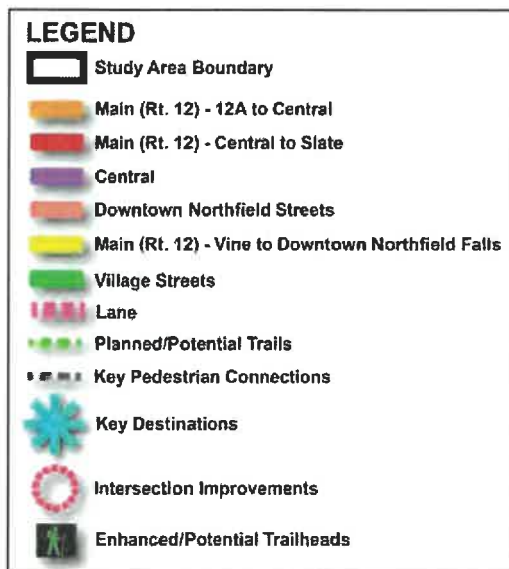 LEGEND
Study Area Boundary
Main (Rt. 12) - 12A to Central
Main (Rt. 12) - Central to Slate
Central
Downtown Northfield Streets
Main (Rt. 12) - Vine to Downtown Northfield Falls
Village Streets
Lane
Planned/Potential Trails
Key Pedestrian Connections
Key Destinations
Intersection Improvements
Enhanced/Potential Trailheads